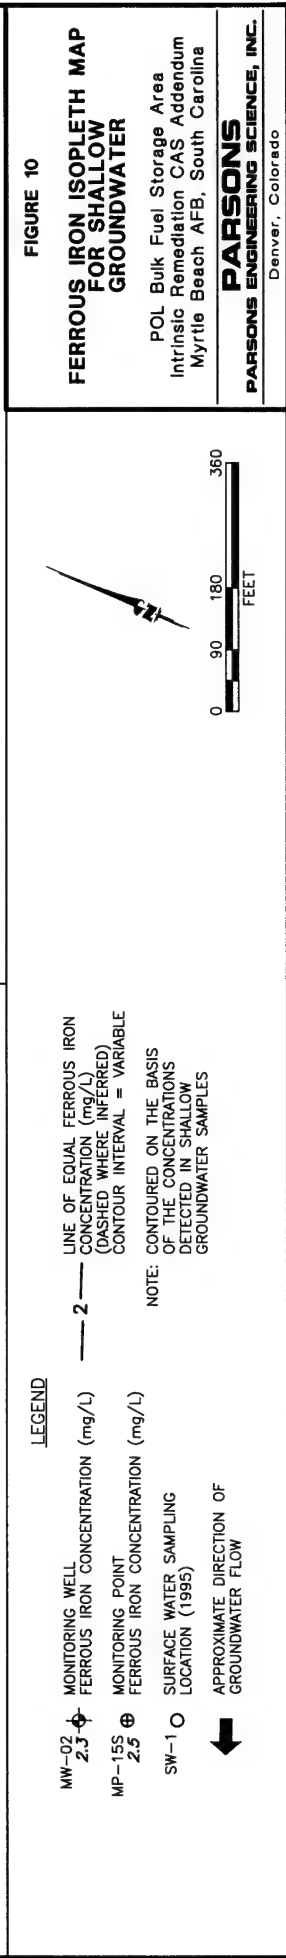 LEGEND
MW-02
2.3
MONITORING WELL
FERROUS IRON CONCENTRATION (mg/L)
MP-15S
2.5
MONITORING POINT
FERROUS IRON CONCENTRATION (mg/L)
SW-1
SURFACE WATER SAMPLING
LOCATION (1995)
APPROXIMATE DIRECTION OF
GROUNDWATER FLOW
2
LINE OF EQUAL FERROUS IRON
CONCENTRATION (mg/L)
(DASHED WHERE INFERRED)
CONTOUR INTERVAL = VARIABLE
NOTE: CONTOURED ON THE BASIS
OF THE CONCENTRATIONS
DETECTED IN SHALLOW
GROUNDWATER SAMPLES
N
0 90 180 360
FEET
FIGURE 10
FERROUS IRON ISOPLETH MAP
FOR SHALLOW
GROUNDWATER
POL Bulk Fuel Storage Area
Intrinsic Remediation CAS Addendum
Myrtle Beach AFB, South Carolina
PARSONS
PARSONS ENGINEERING SCIENCE, INC.
Denver, Colorado